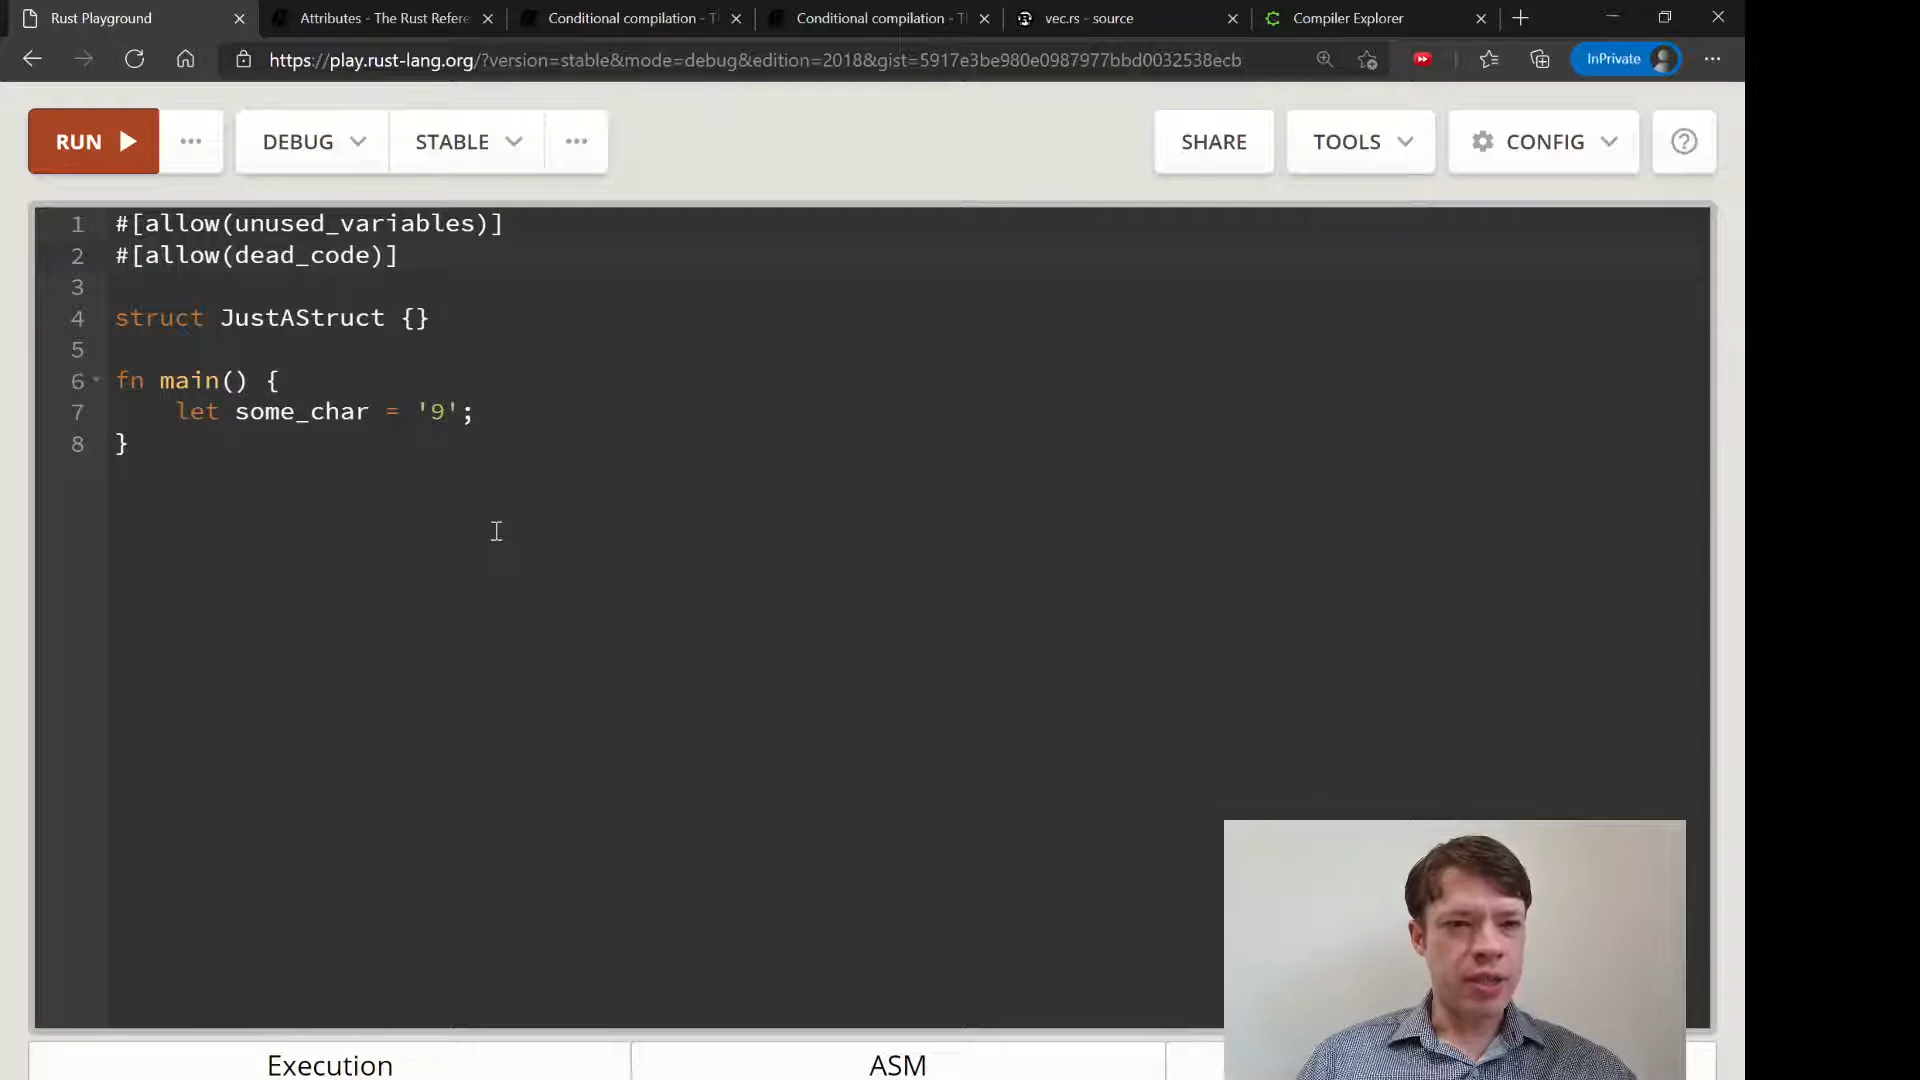 Rust Playground
Attributes - The Rust Refere
Conditional compilation - T
Conditional compilation - T
vec.rs - source
Compiler Explorer
https://play.rust-lang.org/?version=stable&mode=debug&edition=2018&gist=5917e3be980e0987977bbd0032538ecb
InPrivate
RUN
DEBUG
STABLE
SHARE
TOOLS
CONFIG
1 #[allow(unused_variables)]
2 #[allow(dead_code)]
3
4 struct JustAStruct {}
5
6 fn main() {
7 let some_char = '9';
8 }
Execution
ASM